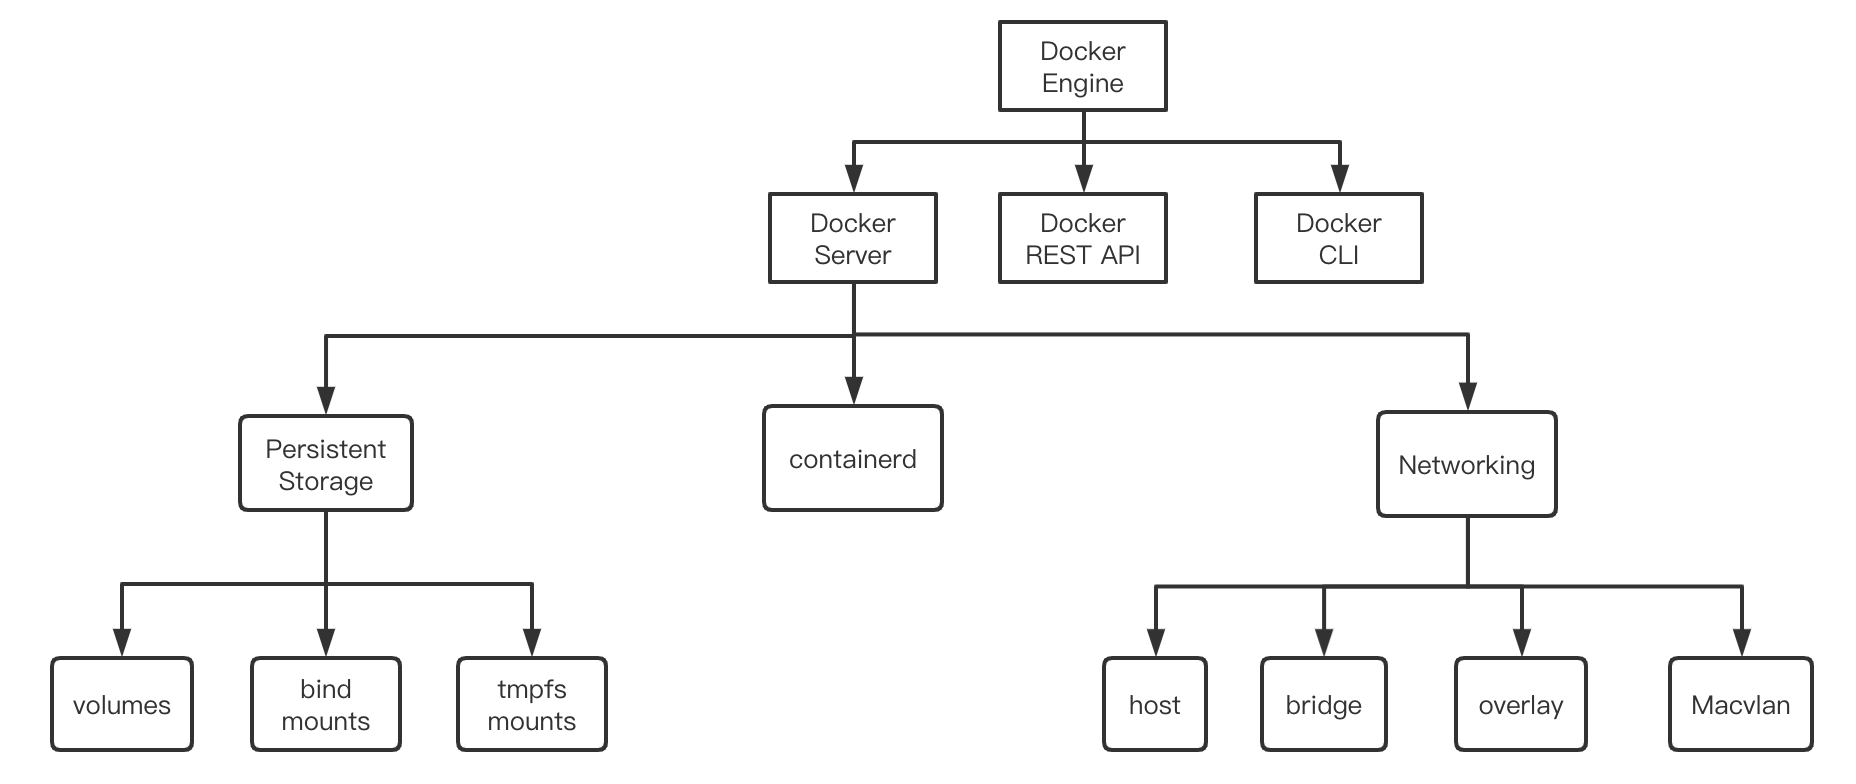 Docker
Engine
Docker
Server
Docker
REST API
Docker
CLI
Persistent
Storage
containerd
Networking
volumes
bind
mounts
tmpfs
mounts
host
bridge
overlay
Macvlan